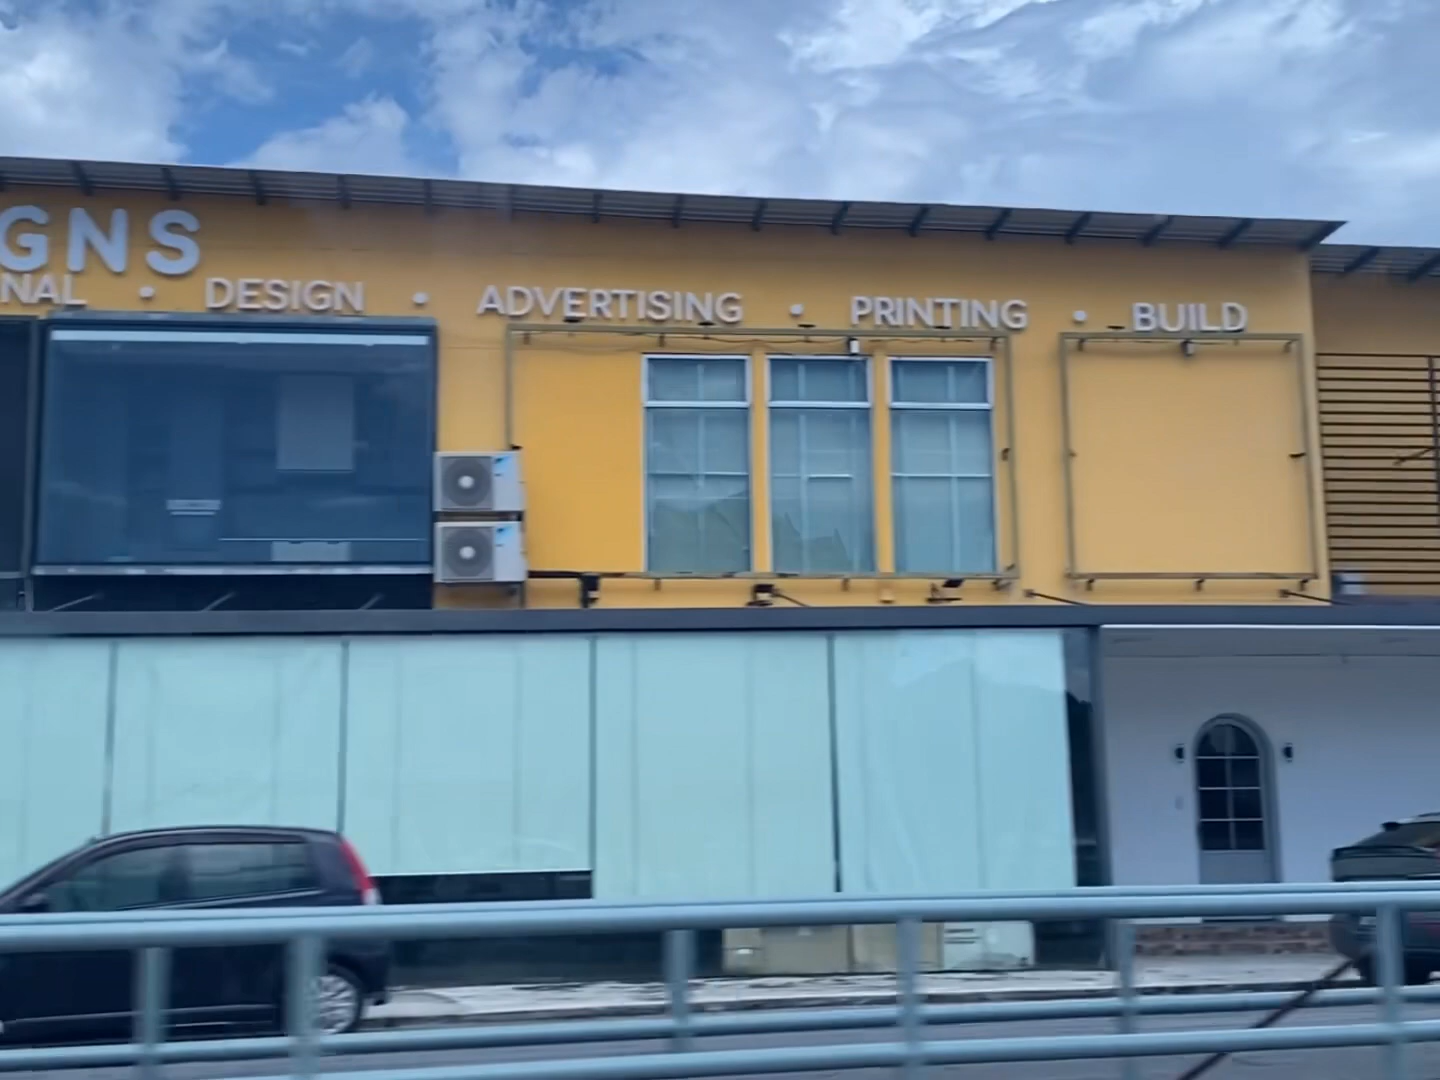 GNS
NAL • DESIGN • ADVERTISING • PRINTING • BUILD